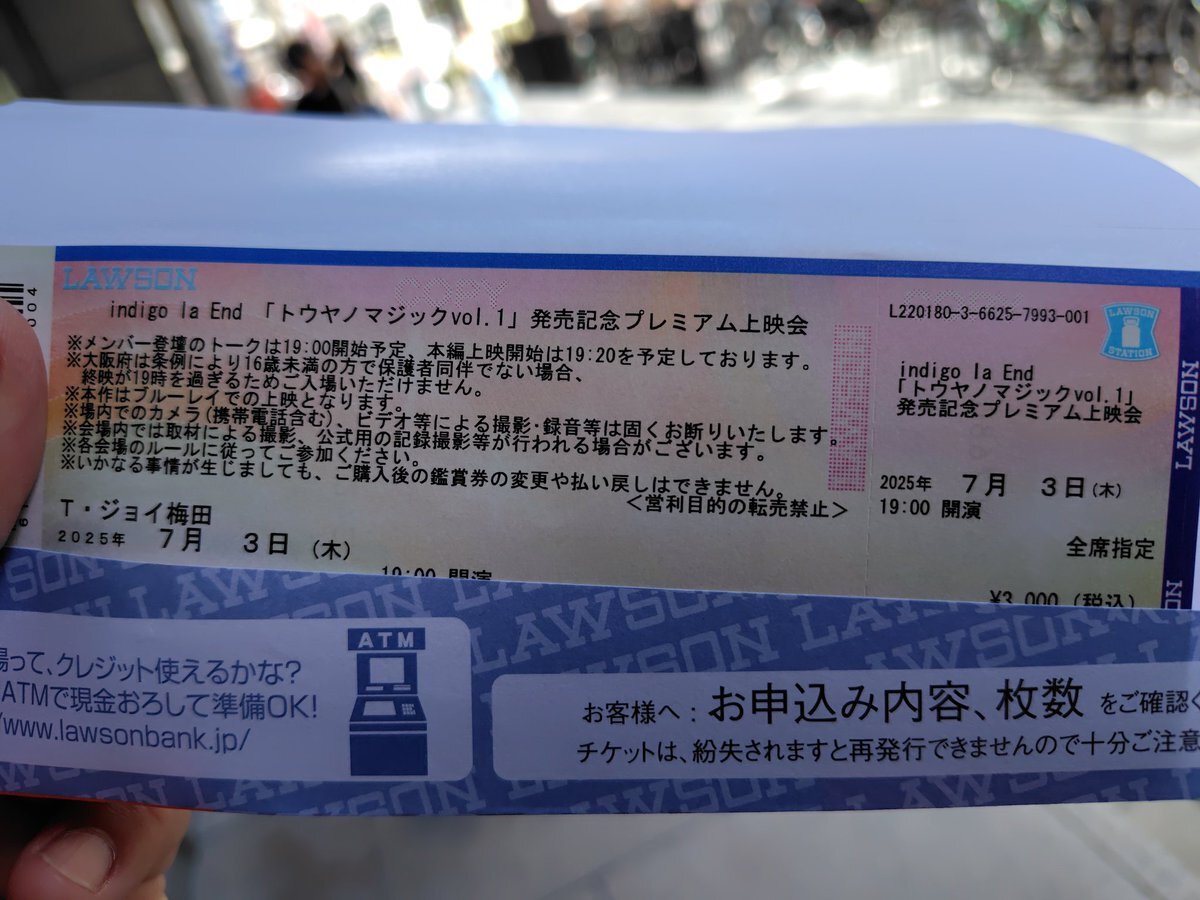 LAWSON
indigo la End 「トウヤノマジックvol.1」発売記念プレミアム上映会
※メンバー登壇のトークは19:00開始予定、本編上映開始は19:20を予定しております。
※大阪府は条例により16歳未満の方で保護者同伴でない場合、
終映が19時を過ぎるためご入場いただけません。
※本作はブルーレイでの上映となります。
※場内でのカメラ(携帯電話含む)、ビデオ等による撮影・録音等は固くお断りいたします。
※会場内では取材による撮影、公式用の記録撮影等が行われる場合がございます。
※各会場のルールに従ってご参加ください。
※いかなる事情が生じましても、ご購入後の鑑賞券の変更や払い戻しはできません。
＜営利目的の転売禁止＞
T・ジョイ梅田
2025年 7月 3日 (木)
19:00 開演
L220180-3-6625-7993-001
LAWSON
STATION
indigo la End
「トウヤノマジックvol.1」
発売記念プレミアム上映会
2025年 7月 3日 (木)
19:00 開演
全席指定
¥3,000 (税込)
LAWSON
って、クレジット使えるかな?
ATMで現金おろして準備OK!
/www.lawsonbank.jp/
ATM
お客様へ：お申込み内容、枚数 をご確認く
チケットは、紛失されますと再発行できませんので十分ご注意